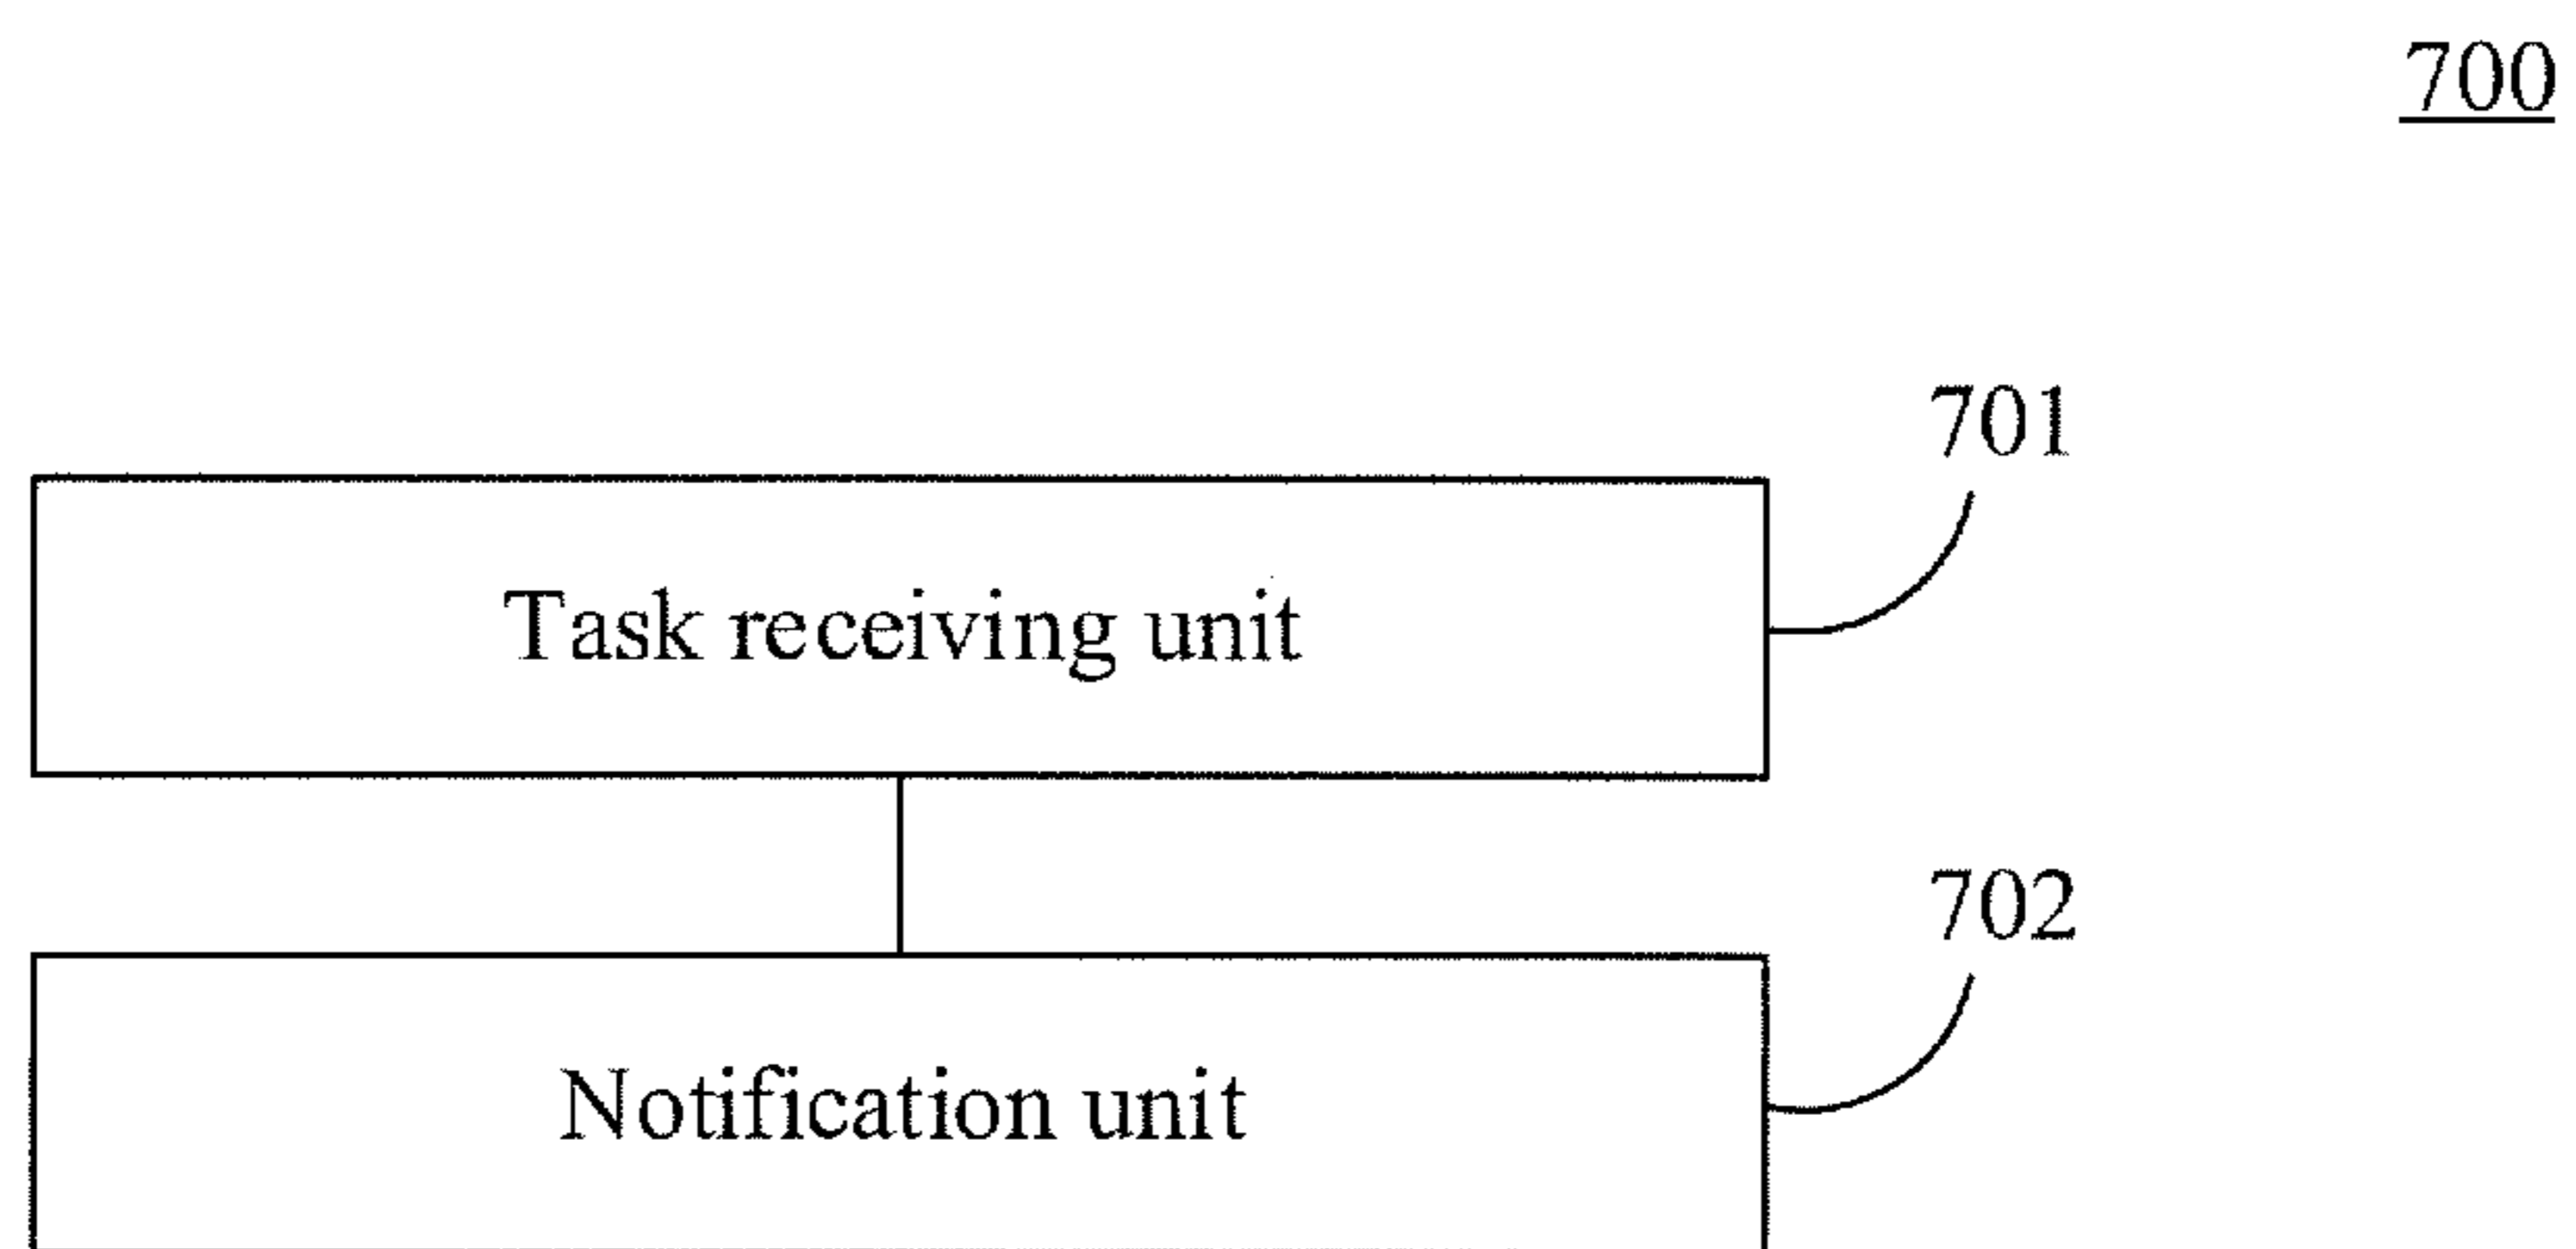 700
701
Task receiving unit
702
Notification unit